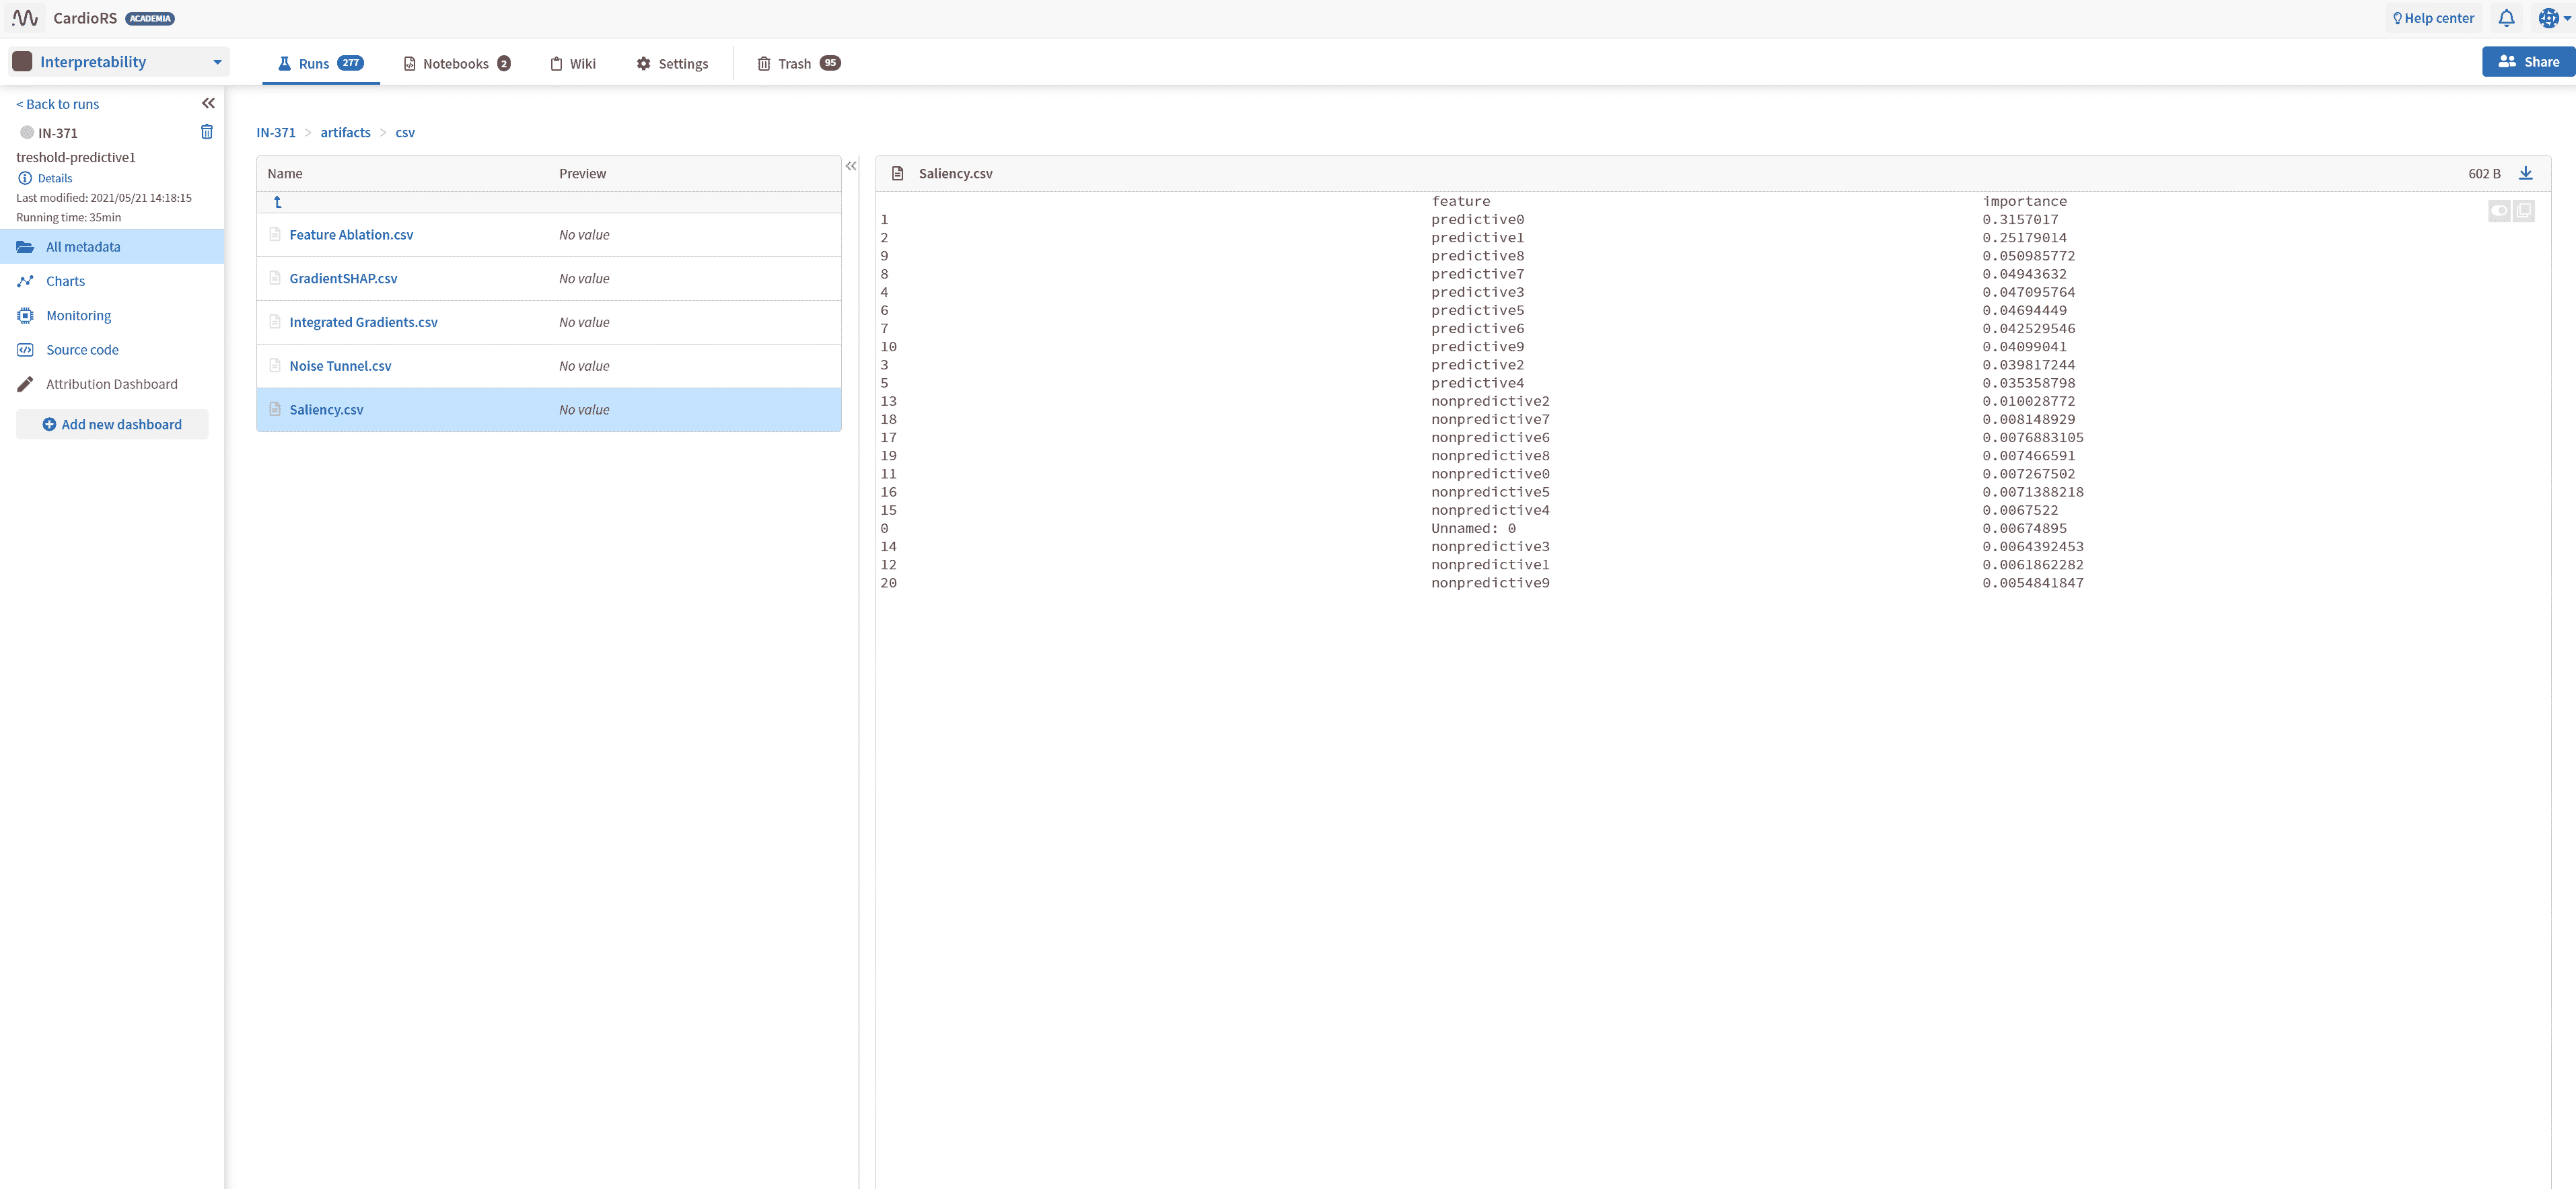 CardioRS ACADEMIA
Help center
Interpretability
Runs 277
Notebooks 2
Wiki
Settings
Trash 95
Share
< Back to runs
IN-371
treshold-predictive1
Details
Last modified: 2021/05/21 14:18:15
Running time: 35min
All metadata
Charts
Monitoring
Source code
Attribution Dashboard
Add new dashboard
IN-371 > artifacts > csv
Name Preview
Feature Ablation.csv No value
GradientSHAP.csv No value
Integrated Gradients.csv No value
Noise Tunnel.csv No value
Saliency.csv No value
Saliency.csv 602 B
feature importance
1 predictive0 0.3157017
2 predictive1 0.25179014
9 predictive8 0.050985772
8 predictive7 0.04943632
4 predictive3 0.047095764
6 predictive5 0.04694449
7 predictive6 0.042529546
10 predictive9 0.04099041
3 predictive2 0.039817244
5 predictive4 0.035358798
13 nonpredictive2 0.010028772
18 nonpredictive7 0.008148929
17 nonpredictive6 0.0076883105
19 nonpredictive8 0.007466591
11 nonpredictive0 0.007267502
16 nonpredictive5 0.0071388218
15 nonpredictive4 0.0067522
0 Unnamed: 0 0.00674895
14 nonpredictive3 0.0064392453
12 nonpredictive1 0.0061862282
20 nonpredictive9 0.0054841847